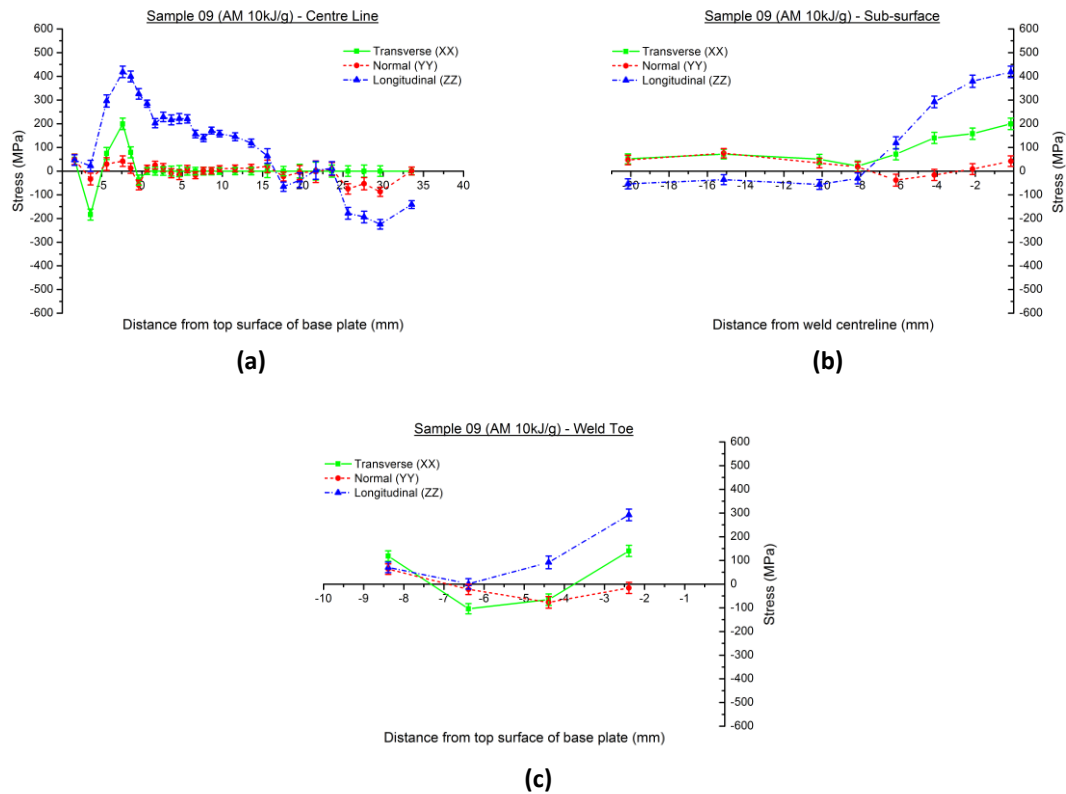 Sample 09 (AM 10kJ/g) - Centre Line
600
500
400
300
200
100
0
-100
-200
-300
-400
-500
-600
Stress (MPa)
Transverse (XX)
Normal (YY)
Longitudinal (ZZ)
-5 0 5 10 15 20 25 30 35 40
Distance from top surface of base plate (mm)
(a)
Sample 09 (AM 10kJ/g) - Sub-surface
Transverse (XX)
Normal (YY)
Longitudinal (ZZ)
600
500
400
300
200
100
0
-100
-200
-300
-400
-500
-600
Stress (MPa)
-20 -18 -16 -14 -12 -10 -8 -6 -4 -2
Distance from weld centreline (mm)
(b)
Sample 09 (AM 10kJ/g) - Weld Toe
Transverse (XX)
Normal (YY)
Longitudinal (ZZ)
600
500
400
300
200
100
0
-100
-200
-300
-400
-500
-600
Stress (MPa)
-10 -9 -8 -7 -6 -5 -4 -3 -2 -1
Distance from top surface of base plate (mm)
(c)